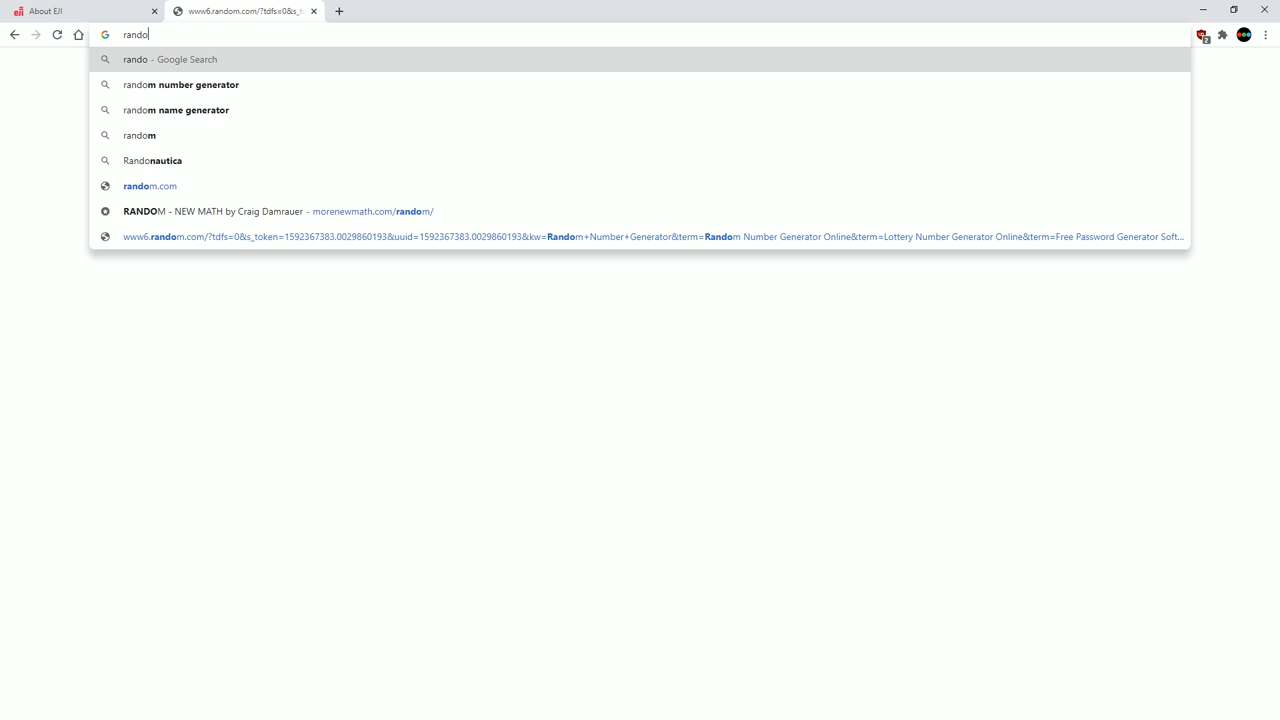 eji About EJI
www6.random.com/?tdfs=0&s_t
rando
2
rando - Google Search
random number generator
random name generator
random
Randonautica
random.com
RANDOM - NEW MATH by Craig Damrauer - morenewmath.com/random/
www6.random.com/?tdfs=0&s_token=1592367383.0029860193&uuid=1592367383.0029860193&kw=Random+Number+Generator&term=Random Number Generator Online&term=Lottery Number Generator Online&term=Free Password Generator Soft...